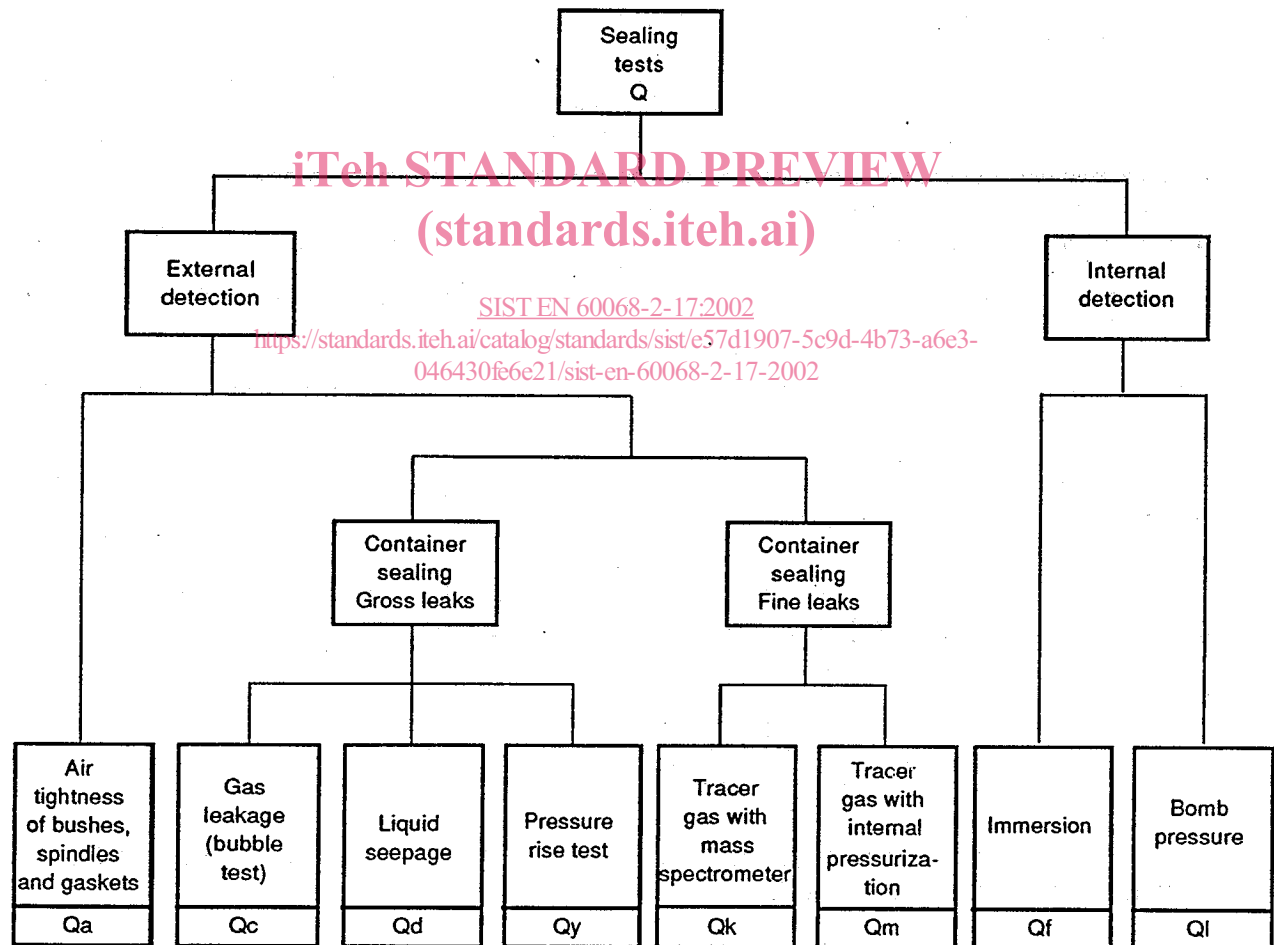 Sealing
tests
Q
iTeh STANDARD PREVIEW
(standards.iteh.ai)
External
detection
Internal
detection
SIST EN 60068-2-17:2002
https://standards.iteh.ai/catalog/standards/sist/e57d1907-5c9d-4b73-a6e3-
046430fe6e21/sist-en-60068-2-17-2002
Container
sealing
Gross leaks
Container
sealing
Fine leaks
Air
tightness
of bushes,
spindles
and gaskets
Qa
Gas
leakage
(bubble
test)
Qc
Liquid
seepage
Qd
Pressure
rise test
Qy
Tracer
gas with
mass
spectrometer
Qk
Tracer
gas with
internal
pressuriza-
tion
Qm
Immersion
Qf
Bomb
pressure
Ql